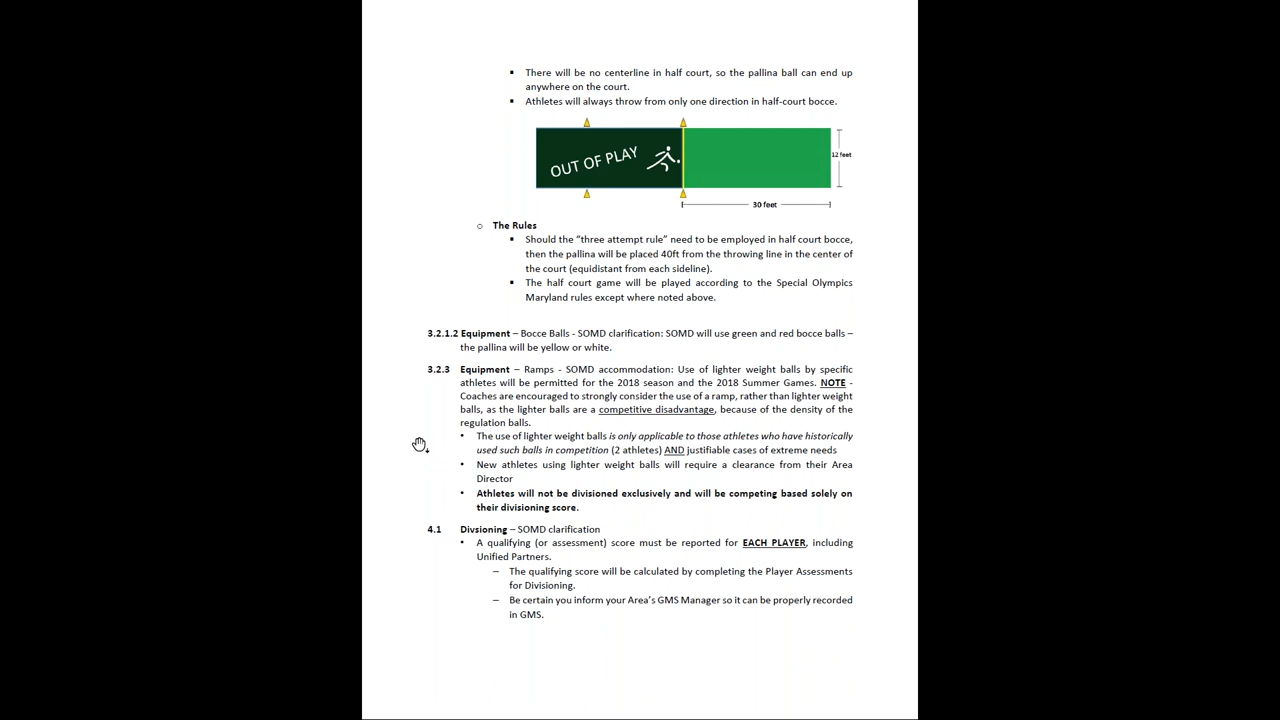 ▪ There will be no centerline in half court, so the pallina ball can end up
anywhere on the court.
▪ Athletes will always throw from only one direction in half-court bocce.
OUT OF PLAY
12 feet
30 feet
o The Rules
▪ Should the “three attempt rule” need to be employed in half court bocce,
then the pallina will be placed 40ft from the throwing line in the center of
the court (equidistant from each sideline).
▪ The half court game will be played according to the Special Olympics
Maryland rules except where noted above.
3.2.1.2 Equipment – Bocce Balls - SOMD clarification: SOMD will use green and red bocce balls –
the pallina will be yellow or white.
3.2.3 Equipment – Ramps - SOMD accommodation: Use of lighter weight balls by specific
athletes will be permitted for the 2018 season and the 2018 Summer Games. NOTE -
Coaches are encouraged to strongly consider the use of a ramp, rather than lighter weight
balls, as the lighter balls are a competitive disadvantage, because of the density of the
regulation balls.
• The use of lighter weight balls is only applicable to those athletes who have historically
used such balls in competition (2 athletes) AND justifiable cases of extreme needs
• New athletes using lighter weight balls will require a clearance from their Area
Director
• Athletes will not be divisioned exclusively and will be competing based solely on
their divisioning score.
4.1 Divsioning – SOMD clarification
• A qualifying (or assessment) score must be reported for EACH PLAYER, including
Unified Partners.
– The qualifying score will be calculated by completing the Player Assessments
for Divisioning.
– Be certain you inform your Area’s GMS Manager so it can be properly recorded
in GMS.